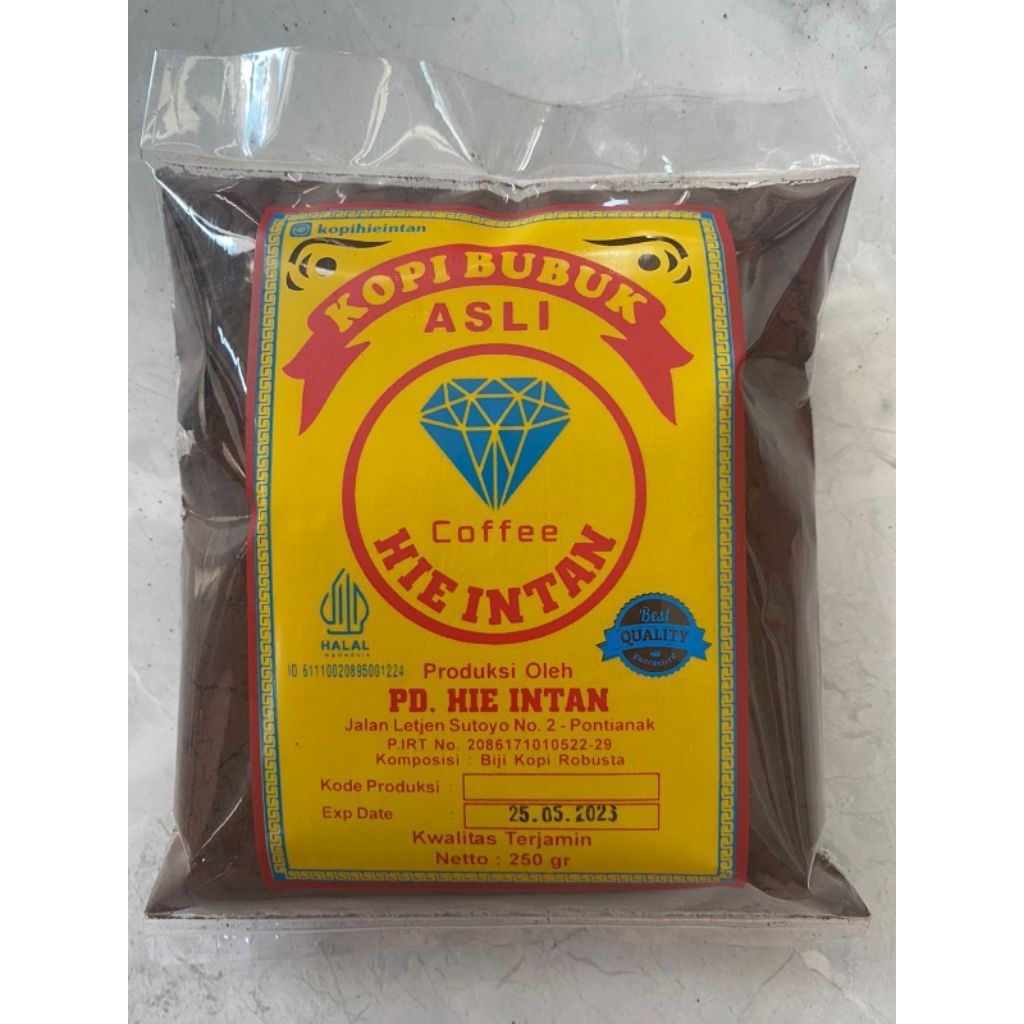 kopihieintan
KOPI BUBUK
ASLI
Coffee
HIE INTAN
HALAL
INDONESIA
ID 61110020895001224
Best
QUALITY
guaranteed
Produksi Oleh
PD. HIE INTAN
Jalan Letjen Sutoyo No. 2 - Pontianak
P.IRT No. 2086171010522-29
Komposisi : Biji Kopi Robusta
Kode Produksi :
Exp Date : 25.05.2023
Kwalitas Terjamin
Netto : 250 gr